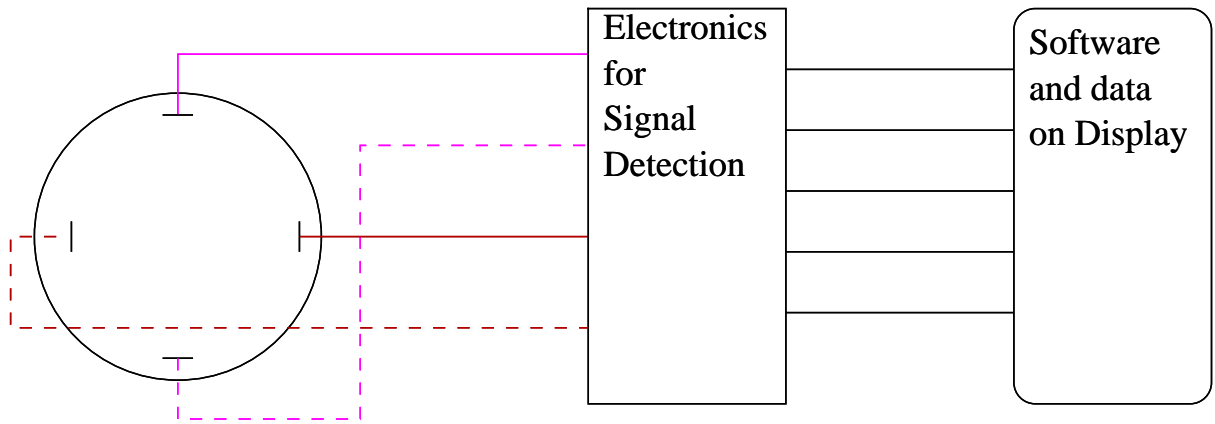 Electronics
for
Signal
Detection
Software
and data
on Display